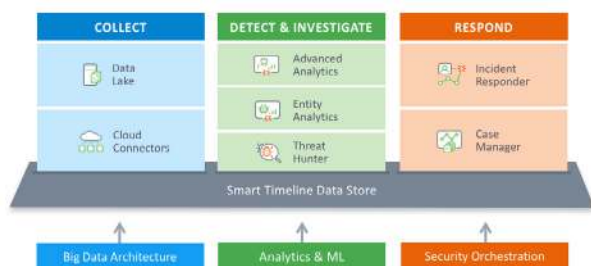 COLLECT
DETECT & INVESTIGATE
RESPOND
Data
Lake
Cloud
Connectors
Advanced
Analytics
Entity
Analytics
Threat
Hunter
Incident
Responder
Case
Manager
Smart Timeline Data Store
Big Data Architecture
Analytics & ML
Security Orchestration